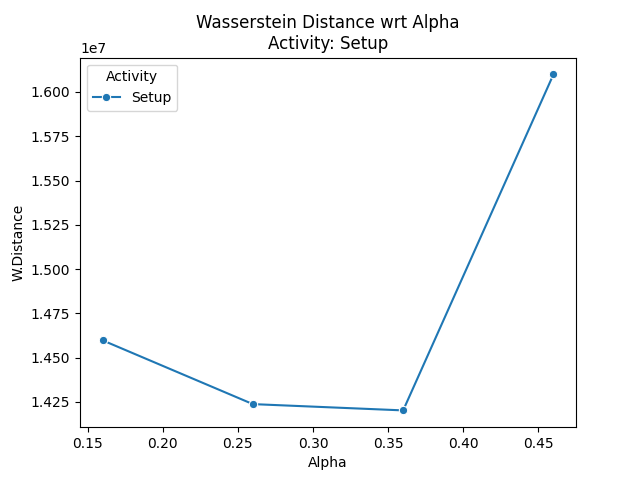 Wasserstein Distance wrt Alpha
Activity: Setup
1e7
Activity
Setup
1.600
1.575
1.550
1.525
1.500
1.475
1.450
1.425
W.Distance
0.15 0.20 0.25 0.30 0.35 0.40 0.45
Alpha